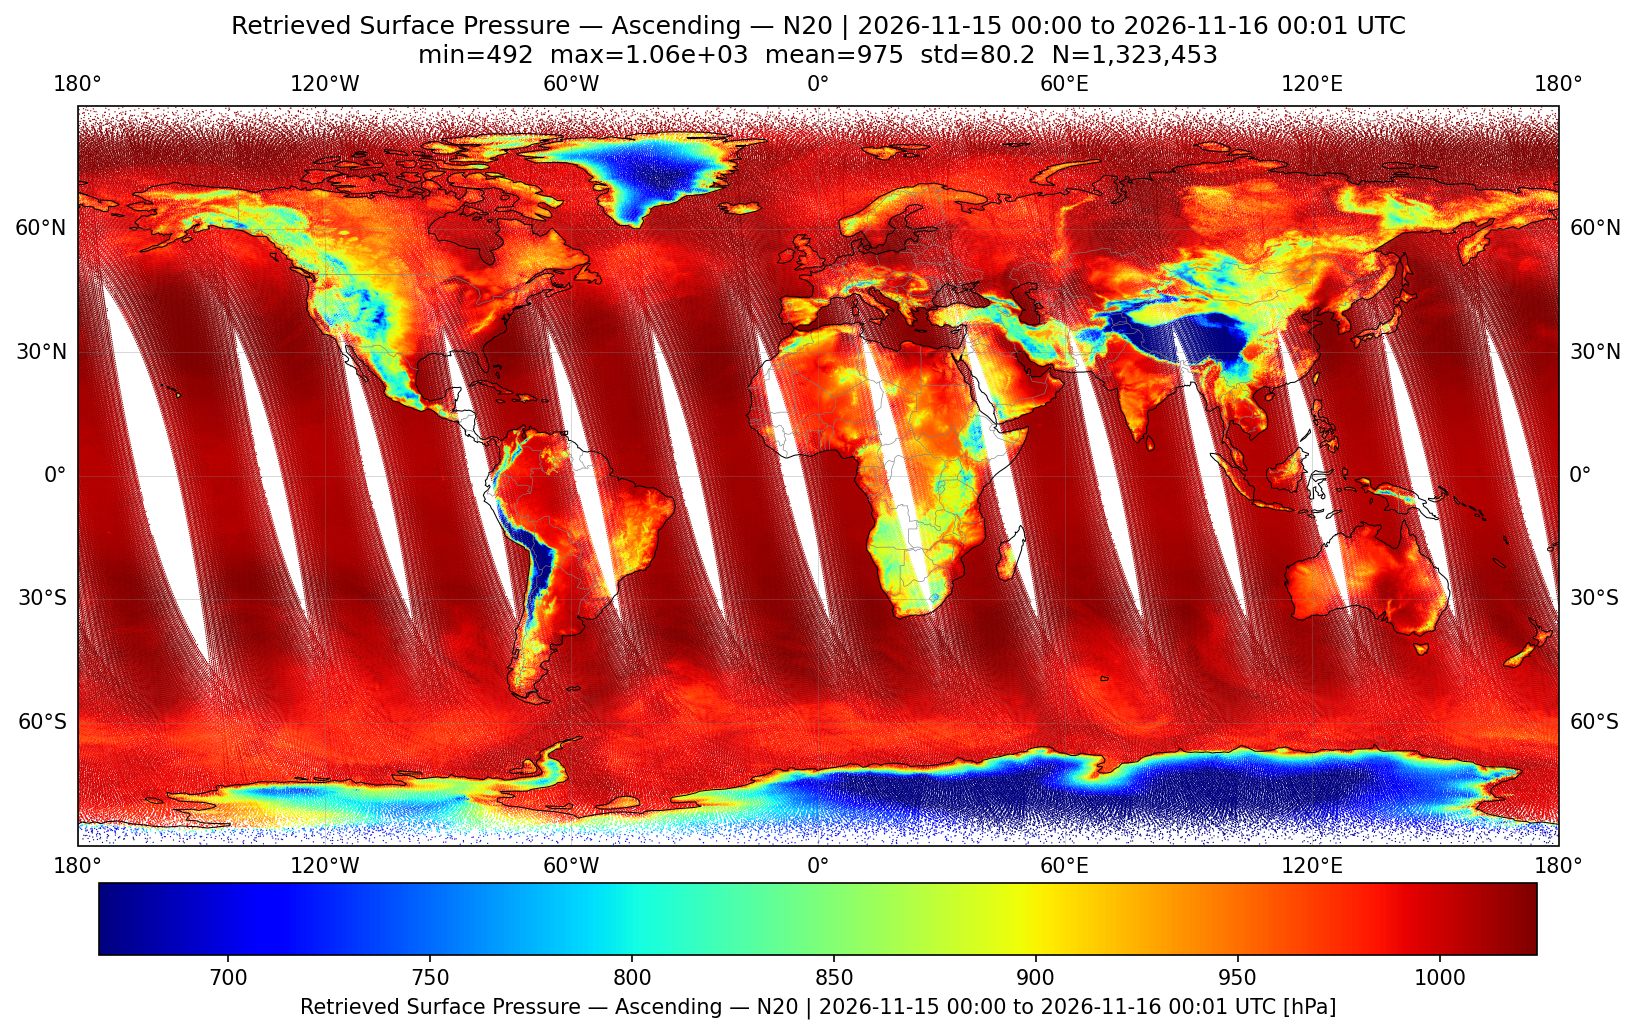 Retrieved Surface Pressure — Ascending — N20 | 2026-11-15 00:00 to 2026-11-16 00:01 UTC
min=492 max=1.06e+03 mean=975 std=80.2 N=1,323,453
180° 120°W 60°W 0° 60°E 120°E 180°
60°N 60°N
30°N 30°N
0° 0°
30°S 30°S
60°S 60°S
180° 120°W 60°W 0° 60°E 120°E 180°
700 750 800 850 900 950 1000
Retrieved Surface Pressure — Ascending — N20 | 2026-11-15 00:00 to 2026-11-16 00:01 UTC [hPa]